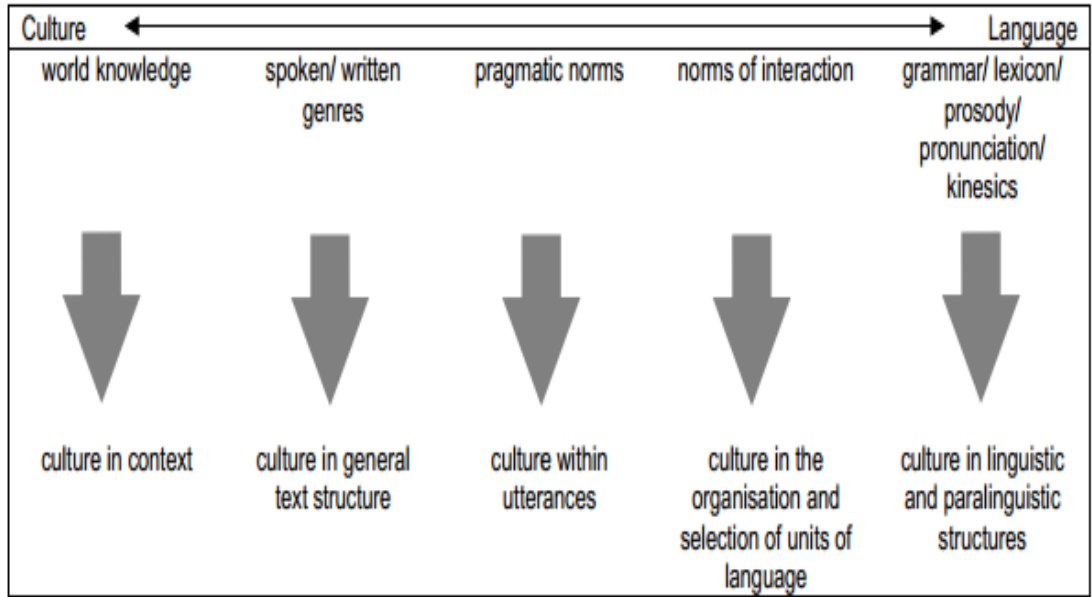 Culture Language
world knowledge
spoken/ written
genres
pragmatic norms
norms of interaction
grammar/ lexicon/
prosody/
pronunciation/
kinesics
culture in context
culture in general
text structure
culture within
utterances
culture in the
organisation and
selection of units of
language
culture in linguistic
and paralinguistic
structures